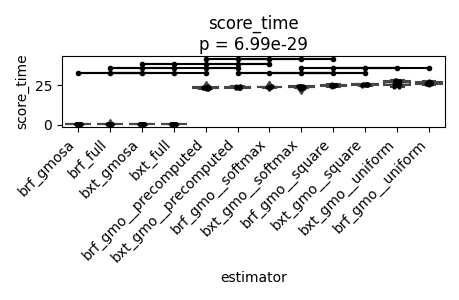 score_time
p = 6.99e-29
score_time
25
0
brf_gmosa
brf_full
bxt_gmosa
bxt_full
brf_gmo__precomputed
bxt_gmo__precomputed
brf_gmo__softmax
bxt_gmo__softmax
brf_gmo__square
bxt_gmo__square
bxt_gmo__uniform
brf_gmo__uniform
estimator